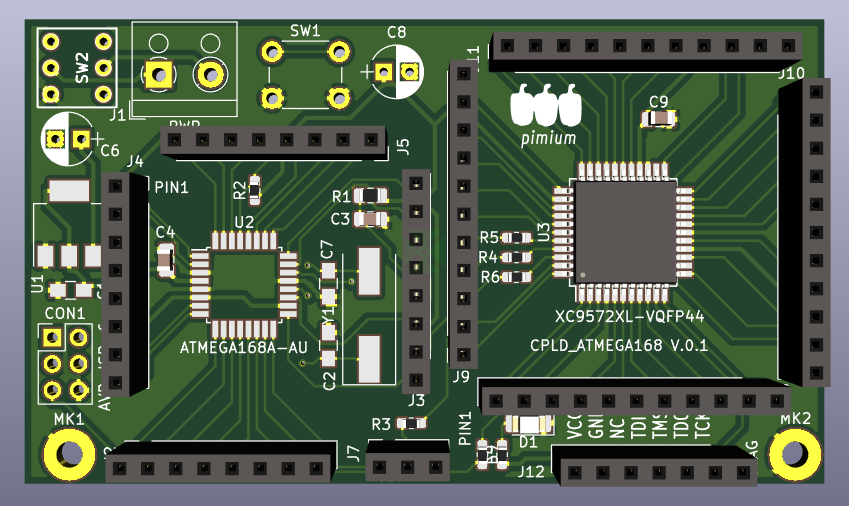 SW1
C8
SW2
J1
J10
C9
pimium
C6
J4
J5
PIN1
R2
R1
C3
U2
C4
U3
R5
R4
R6
C7
U1
Y1
CON1
XC9572XL-VQFP44
ATMEGA168A-AU
CPLD_ATMEGA168 V.0.1
C2
J9
J3
MK1
R3
PIN1
VCC
GND
NC
TDI
TMS
TDO
TCK
MK2
D1
J7
J12